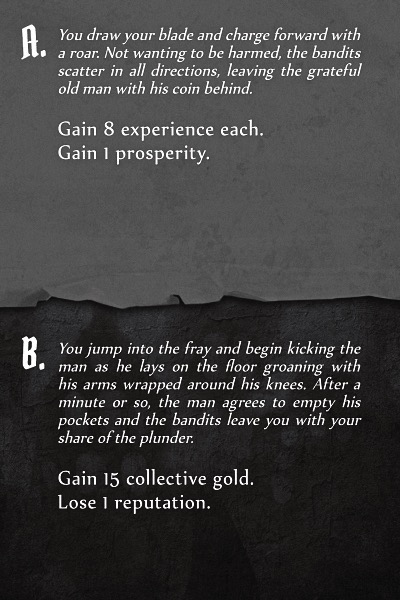 A. You draw your blade and charge forward with
a roar. Not wanting to be harmed, the bandits
scatter in all directions, leaving the grateful
old man with his coin behind.
Gain 8 experience each.
Gain 1 prosperity.
B. You jump into the fray and begin kicking the
man as he lays on the floor groaning with
his arms wrapped around his knees. After a
minute or so, the man agrees to empty his
pockets and the bandits leave you with your
share of the plunder.
Gain 15 collective gold.
Lose 1 reputation.